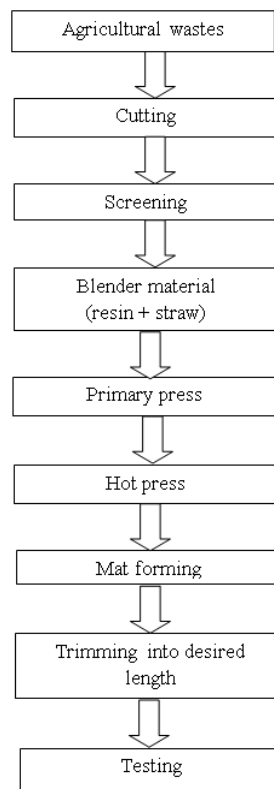 Agricultural wastes
Cutting
Screening
Blender material
(resin + straw)
Primary press
Hot press
Mat forming
Trimming into desired
length
Testing